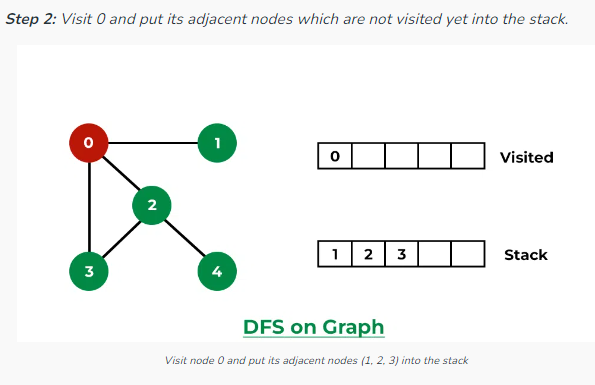 Step 2: Visit 0 and put its adjacent nodes which are not visited yet into the stack.
0 1
0 Visited
2
1 2 3 Stack
3 4
DFS on Graph
Visit node 0 and put its adjacent nodes (1, 2, 3) into the stack